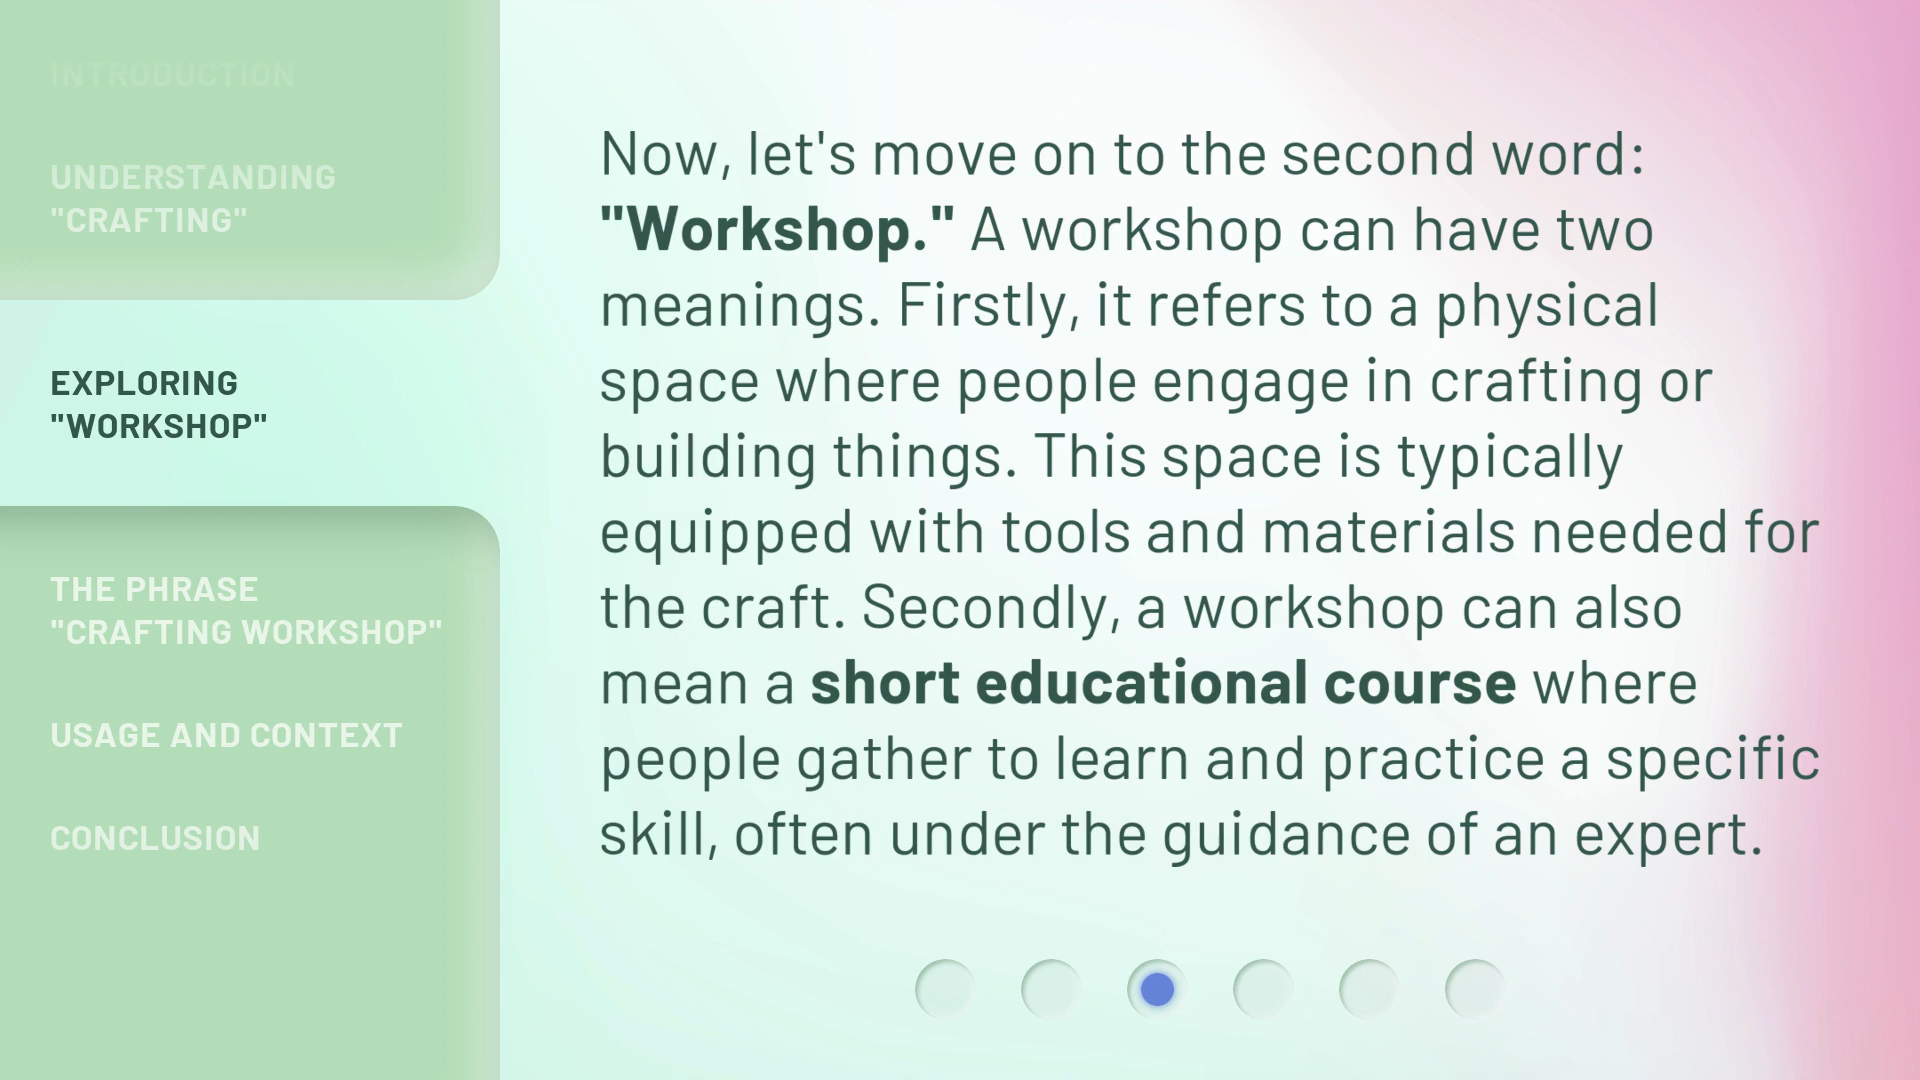 INTRODUCTION
UNDERSTANDING
"CRAFTING"
EXPLORING
"WORKSHOP"
THE PHRASE
"CRAFTING WORKSHOP"
USAGE AND CONTEXT
CONCLUSION
Now, let's move on to the second word:
"Workshop." A workshop can have two
meanings. Firstly, it refers to a physical
space where people engage in crafting or
building things. This space is typically
equipped with tools and materials needed for
the craft. Secondly, a workshop can also
mean a short educational course where
people gather to learn and practice a specific
skill, often under the guidance of an expert.